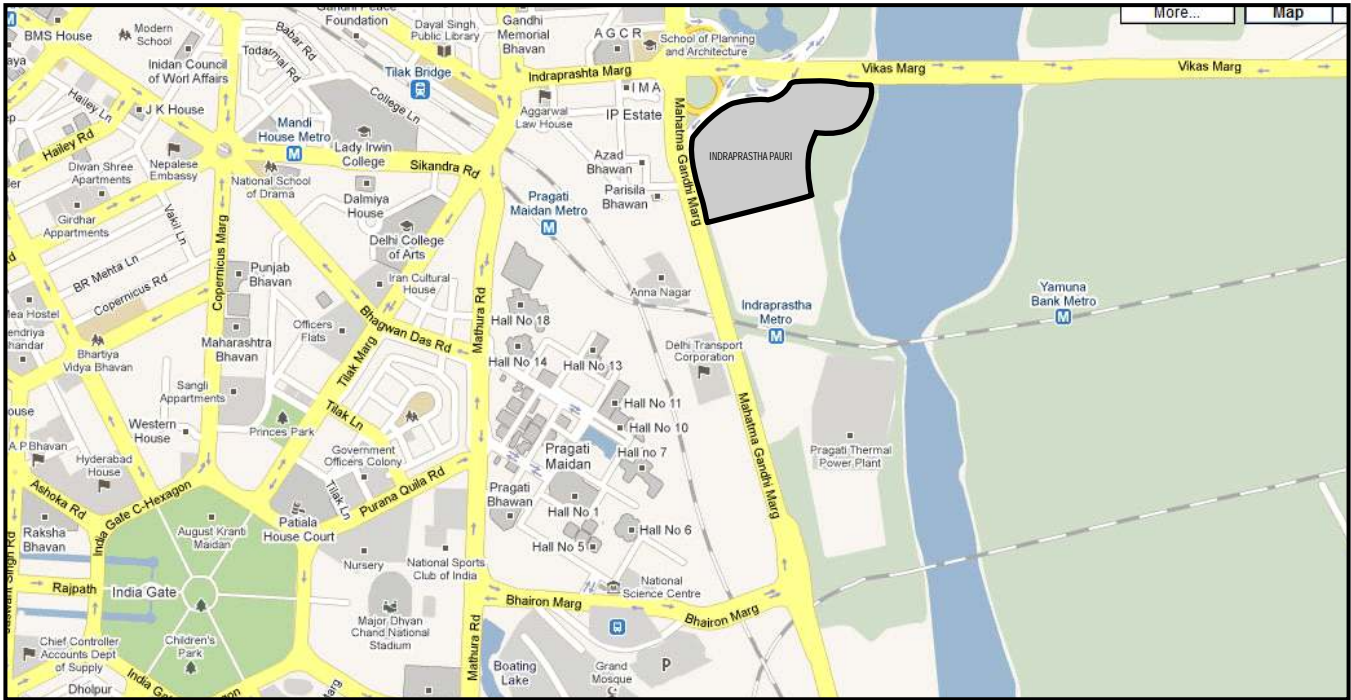 More...
Map
BMS House
Modern
School
Foundation
Dayal Singh
Public Library
Gandhi
Memorial
Bhavan
A G C R
School of Planning
and Architecture
Babar Rd
Todarmal Rd
Inidan Council
of Worl Affairs
Tilak Bridge
Indraprashta Marg
Vikas Marg
Vikas Marg
Hailey Ln
J K House
College Ln
Aggarwal
Law House
I M A
IP Estate
Mandi
House Metro
M
Lady Irwin
College
Hailey Rd
Sikandra Rd
Diwan Shree
Apartments
Nepalese
Embassy
National School
of Drama
Azad
Bhawan
Parisila
Bhawan
Mahatma Gandhi Marg
INDRAPRASTHA PAURI
Girdhar
Appartments
Vakil Ln
Dalmiya
House
Pragati
Maidan Metro
M
Copernicus Marg
Delhi College
of Arts
BR Mehta Ln
Copernicus Rd
Punjab
Bhavan
Iran Cultural
House
Anna Nagar
Indraprastha
Metro
M
Yamuna
Bank Metro
M
Mea Hostel
Officers
Flats
Bhagwan Das Rd
Mathura Rd
Hall No 18
Maharashtra
Bhavan
Tilak Marg
Hall No 14
Hall No 13
Delhi Transport
Corporation
Bhartiya
Vidya Bhavan
Sangli
Appartments
Hall No 11
Hall No 10
Hall no 7
Mahatma Gandhi Marg
Western
House
Princes Park
Tilak Ln
Pragati
Maidan
Pragati Thermal
Power Plant
A P Bhavan
Hyderabad
House
Government
Officers Colony
Purana Quila Rd
Tilak Ln
Pragati
Bhawan
Ashoka Rd
India Gate C-Hexagon
August Kranti
Maidan
Patiala
House Court
Hall No 1
Hall No 6
Hall No 5
Raksha
Bhavan
Nursery
National Sports
Club of India
Rajpath
India Gate
National
Science Centre
Bhairon Marg
Bhairon Marg
Major Dhyan
Chand National
Stadium
Mathura Rd
Chief Controller
Accounts Dept
of Supply
Children's
Park
Boating
Lake
Grand
Mosque
P
Dholpur